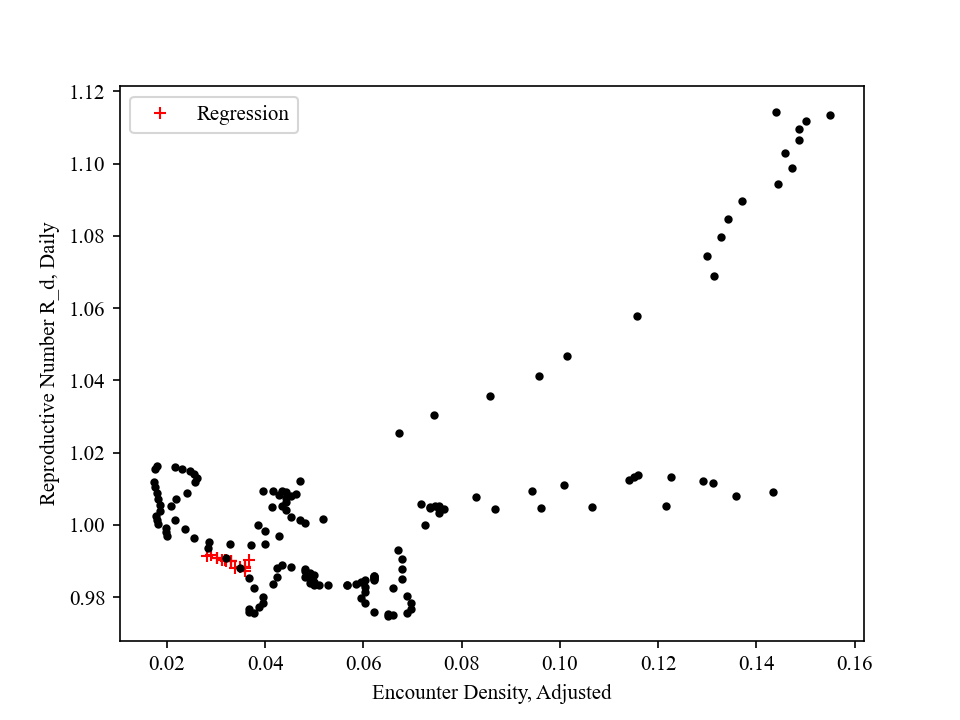 Regression
1.12
1.10
1.08
1.06
1.04
1.02
1.00
0.98
Reproductive Number R_d, Daily
0.02 0.04 0.06 0.08 0.10 0.12 0.14 0.16
Encounter Density, Adjusted